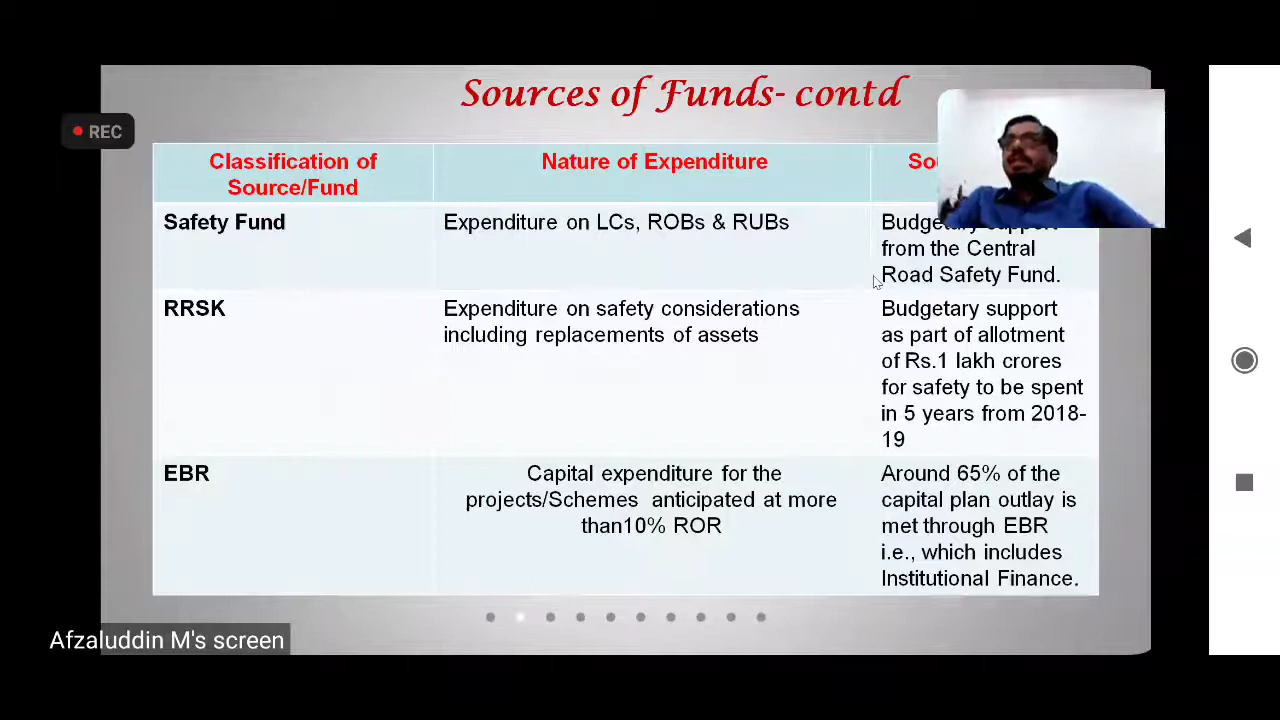 Sources of Funds- contd
REC
Classification of
Source/Fund
Nature of Expenditure
Safety Fund
Expenditure on LCs, ROBs & RUBs
Budgetary support
from the Central
Road Safety Fund.
RRSK
Expenditure on safety considerations
including replacements of assets
Budgetary support
as part of allotment
of Rs.1 lakh crores
for safety to be spent
in 5 years from 2018-
19
EBR
Capital expenditure for the
projects/Schemes anticipated at more
than10% ROR
Around 65% of the
capital plan outlay is
met through EBR
i.e., which includes
Institutional Finance.
Afzaluddin M's screen